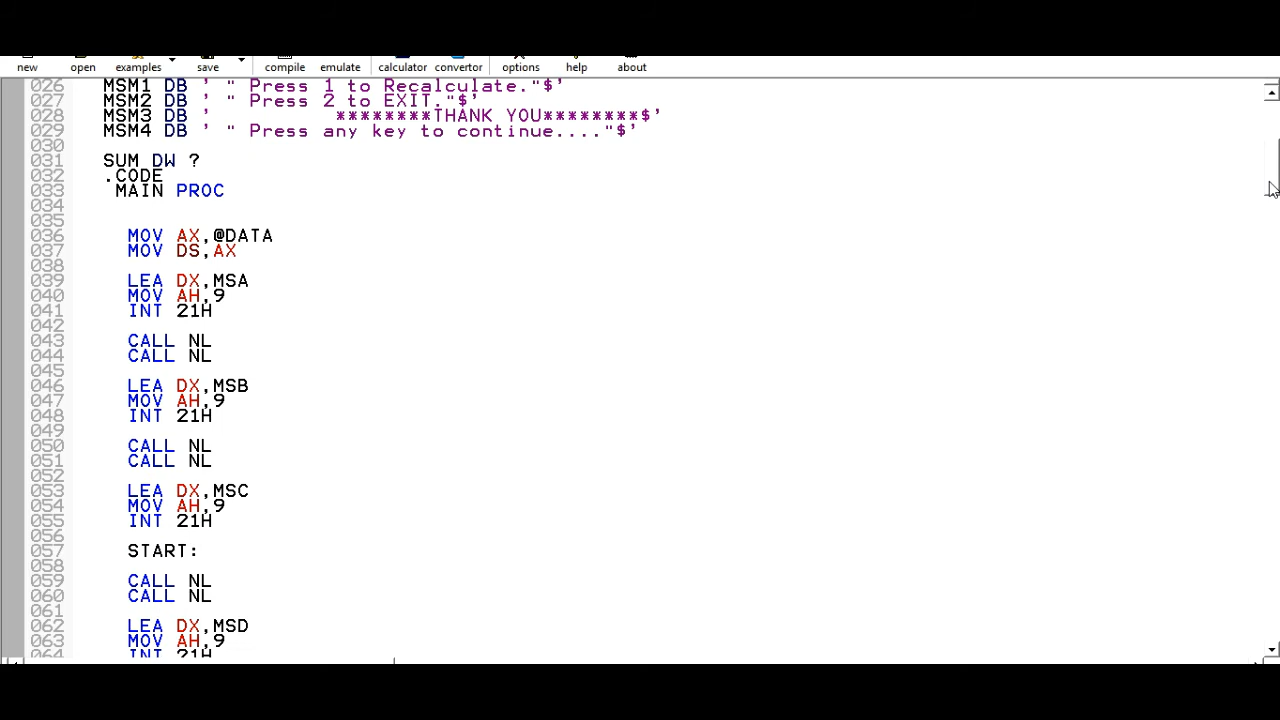 new open examples save compile emulate calculator convertor options help about
026 MSM1 DB ' " Press 1 to Recalculate."$'
027 MSM2 DB ' " Press 2 to EXIT."$'
028 MSM3 DB ' ********THANK YOU********$'
029 MSM4 DB ' " Press any key to continue...."$'
030
031 SUM DW ?
032 .CODE
033 MAIN PROC
034
035
036 MOV AX,@DATA
037 MOV DS,AX
038
039 LEA DX,MSA
040 MOV AH,9
041 INT 21H
042
043 CALL NL
044 CALL NL
045
046 LEA DX,MSB
047 MOV AH,9
048 INT 21H
049
050 CALL NL
051 CALL NL
052
053 LEA DX,MSC
054 MOV AH,9
055 INT 21H
056
057 START:
058
059 CALL NL
060 CALL NL
061
062 LEA DX,MSD
063 MOV AH,9
064 INT 21H